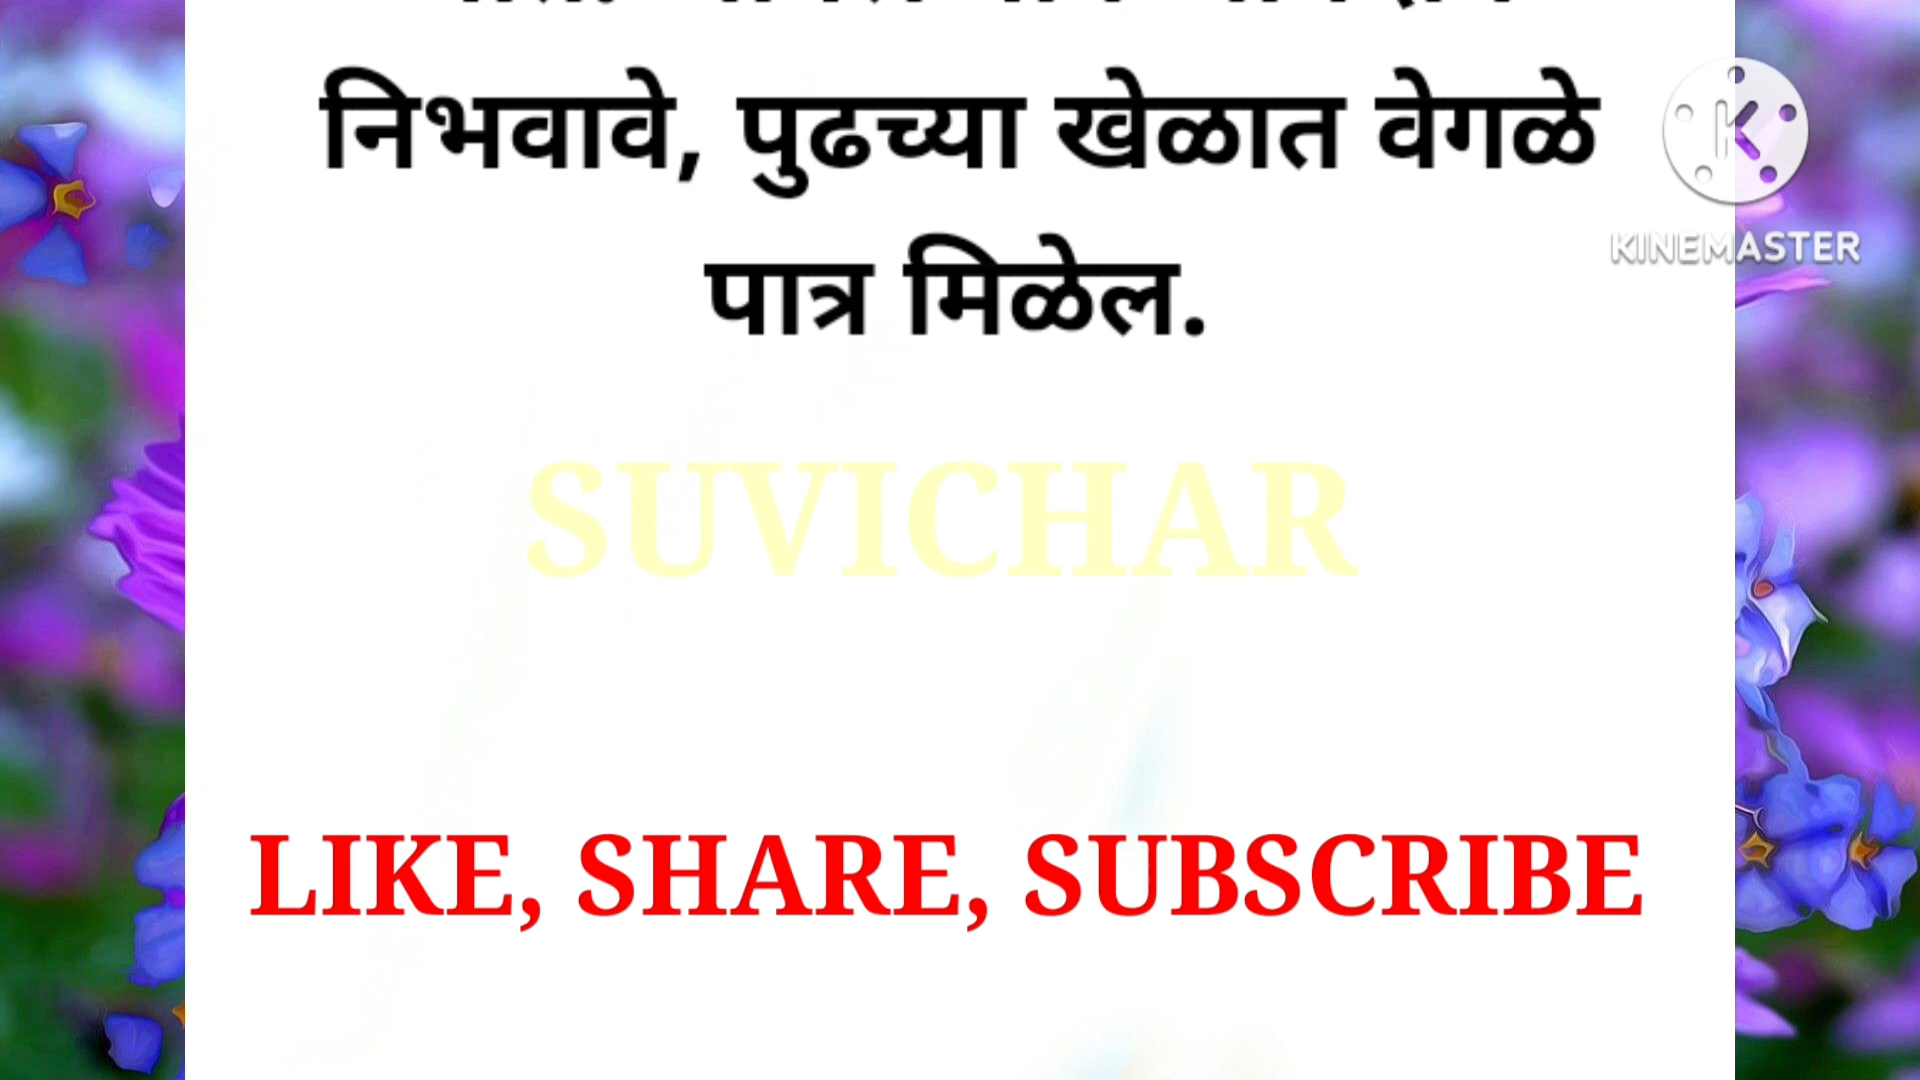 निभवावे, पुढच्या खेळात वेगळे
पात्र मिळेल.
KINEMASTER
SUVICHAR
LIKE, SHARE, SUBSCRIBE